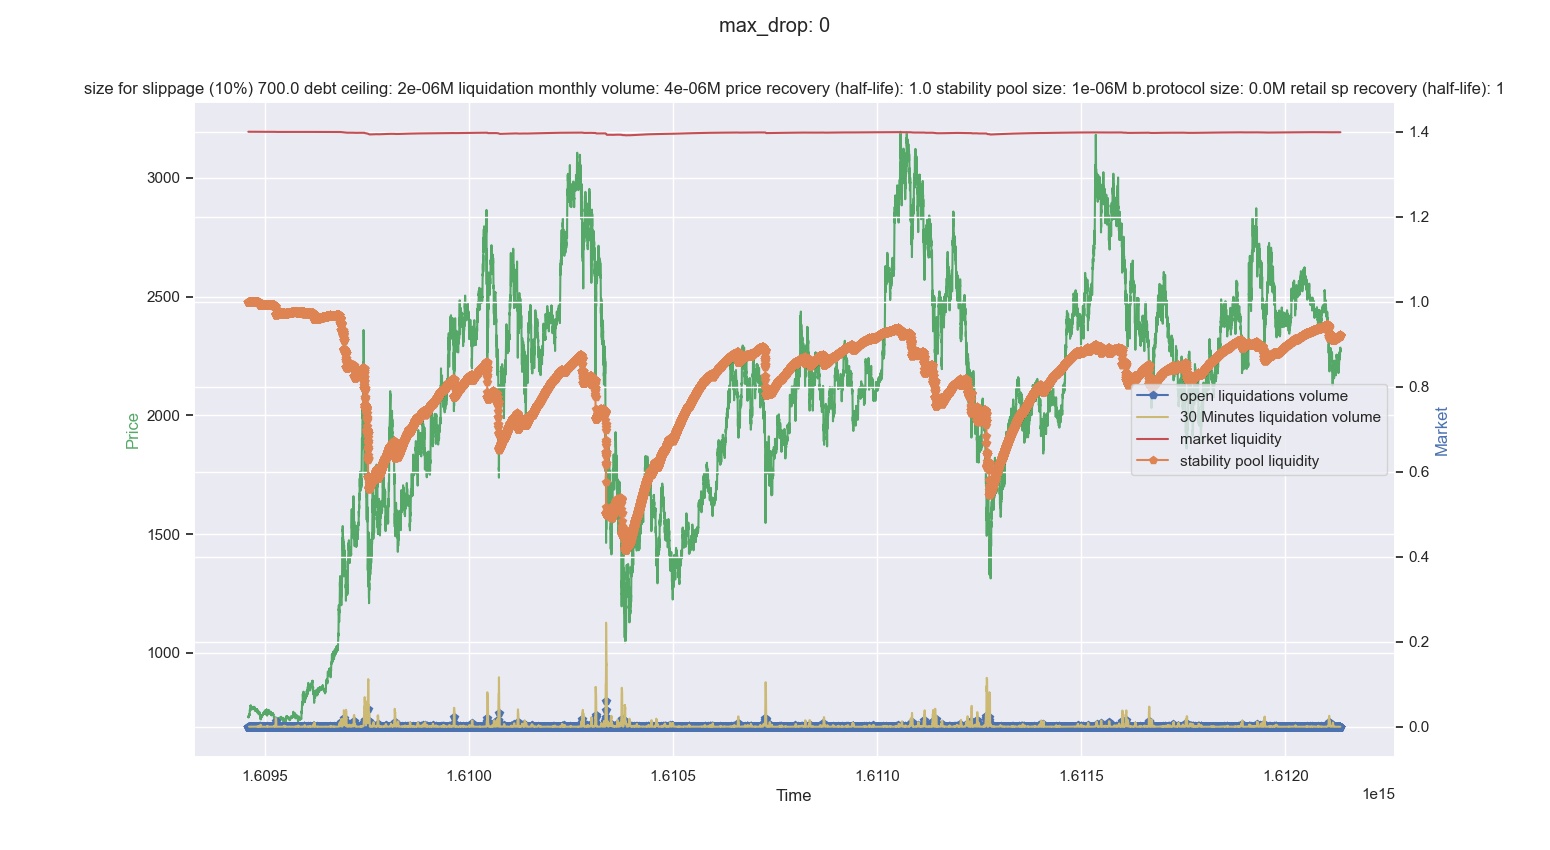 max_drop: 0
size for slippage (10%) 700.0 debt ceiling: 2e-06M liquidation monthly volume: 4e-06M price recovery (half-life): 1.0 stability pool size: 1e-06M b.protocol size: 0.0M retail sp recovery (half-life): 1
3000
2500
2000
1500
1000
Price
1.4
1.2
1.0
0.8
0.6
0.4
0.2
0.0
Market
open liquidations volume
30 Minutes liquidation volume
market liquidity
stability pool liquidity
1.6095 1.6100 1.6105 1.6110 1.6115 1.6120
Time
1e15